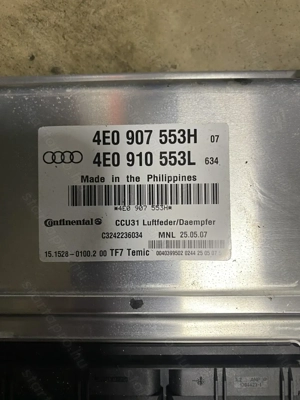 4E0 907 553H 07
4E0 910 553L 634
Made in the Philippines
*4E0 907 553H*
Continental CCU31 Luftfeder/Daempfer
C3242236034 MNL 25.05.07
15.1528-0100.2 00 TF7 Temic